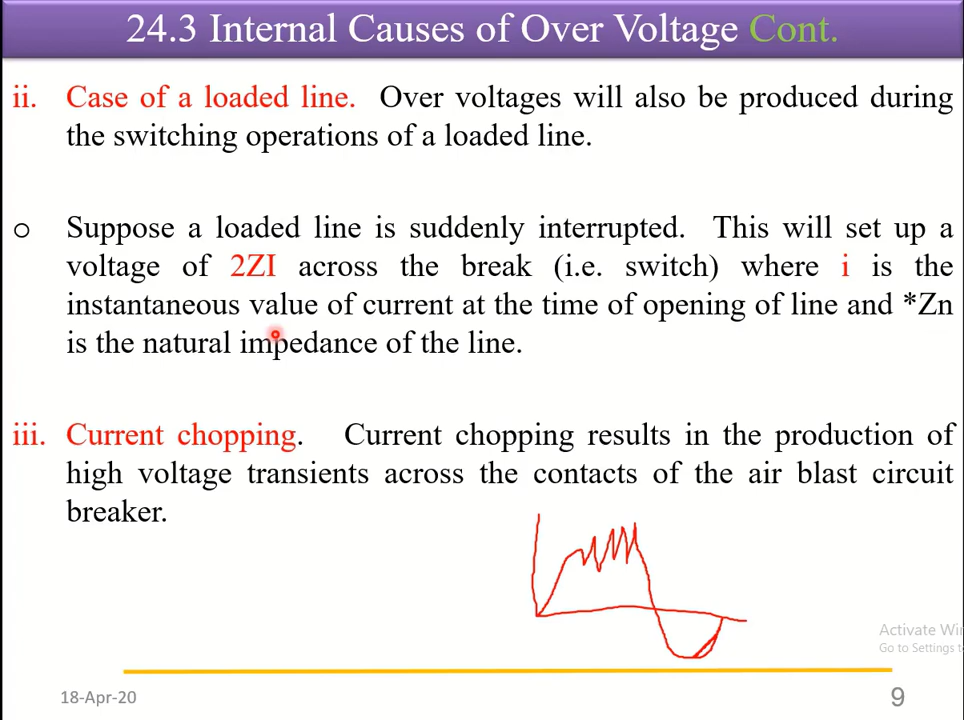 24.3 Internal Causes of Over Voltage Cont.
ii. Case of a loaded line. Over voltages will also be produced during
the switching operations of a loaded line.
o Suppose a loaded line is suddenly interrupted. This will set up a
voltage of 2ZI across the break (i.e. switch) where i is the
instantaneous value of current at the time of opening of line and *Zn
is the natural impedance of the line.
iii. Current chopping. Current chopping results in the production of
high voltage transients across the contacts of the air blast circuit
breaker.
Activate Win
Go to Settings t
18-Apr-20
9